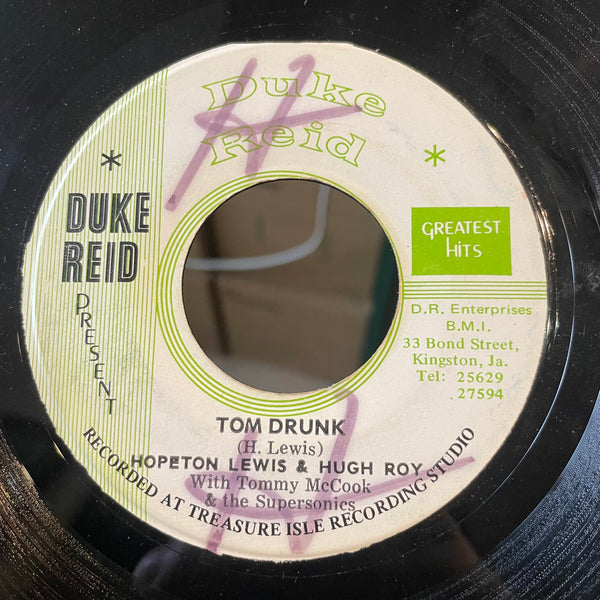 Duke
Reid
DUKE
REID
PRESENT
GREATEST
HITS
D.R. Enterprises
B.M.I.
33 Bond Street,
Kingston, Ja.
Tel: 25629
27594
TOM DRUNK
(H. Lewis)
HOPETON LEWIS & HUGH ROY
With Tommy McCook
& the Supersonics
RECORDED AT TREASURE ISLE RECORDING STUDIO